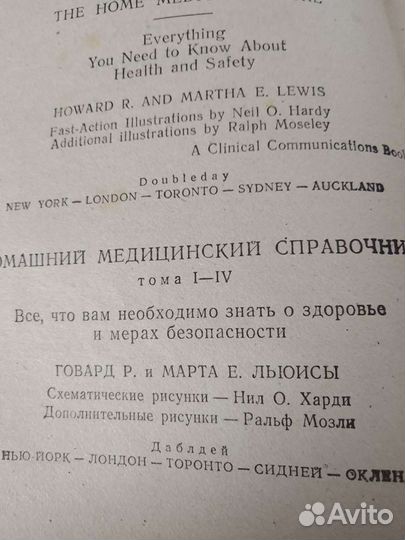 THE HOME
Everything
You Need to Know About
Health and Safety
HOWARD R. AND MARTHA E. LEWIS
Fast-Action Illustrations by Neil O. Hardy
Additional illustrations by Ralph Moseley
A Clinical Communications Book
Doubleday
NEW YORK — LONDON — TORONTO — SYDNEY — AUCKLAND
ОМАШНИЙ МЕДИЦИНСКИЙ СПРАВОЧНИ
тома I—IV
Все, что вам необходимо знать о здоровье
и мерах безопасности
ГОВАРД Р. и МАРТА Е. ЛЬЮИСЫ
Схематические рисунки — Нил О. Харди
Дополнительные рисунки — Ральф Мозли
Даблдей
НЬЮ-ЙОРК — ЛОНДОН — ТОРОНТО — СИДНЕЙ — ОКЛЕН
Avito